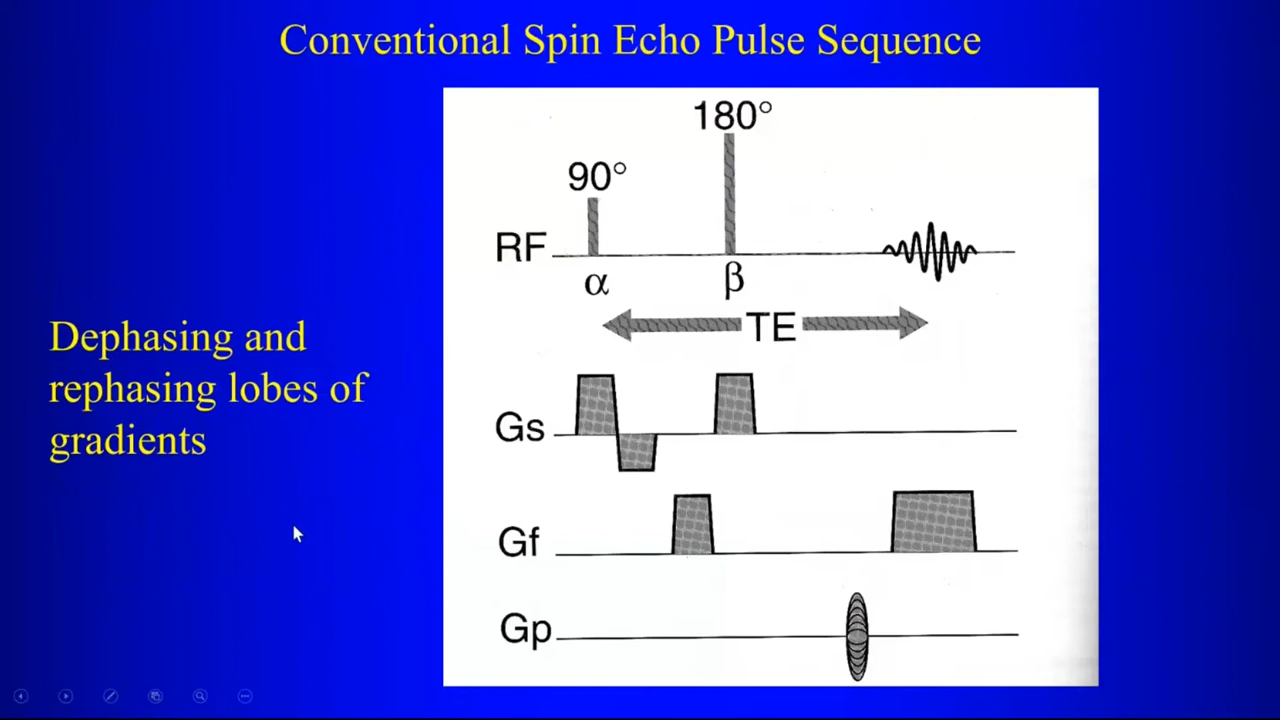 Conventional Spin Echo Pulse Sequence
180°
90°
RF
α
β
TE
Dephasing and
rephasing lobes of
gradients
Gs
Gf
Gp